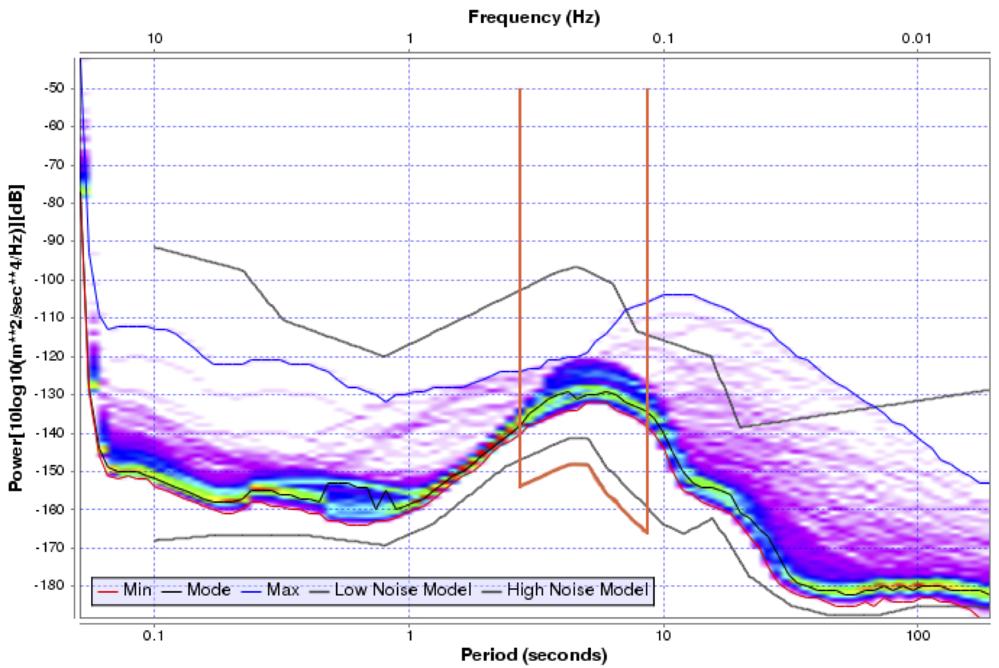 Frequency (Hz)
10 1 0.1 0.01
Power[10log10(m**2/sec**4/Hz)][dB]
-50
-60
-70
-80
-90
-100
-110
-120
-130
-140
-150
-160
-170
-180
Min Mode Max Low Noise Model High Noise Model
0.1 1 10 100
Period (seconds)